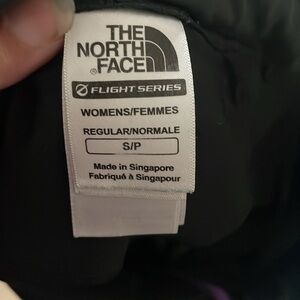 THE
NORTH
FACE
FLIGHT SERIES
WOMENS/FEMMES
REGULAR/NORMALE
S/P
Made in Singapore
Fabriqué à Singapour